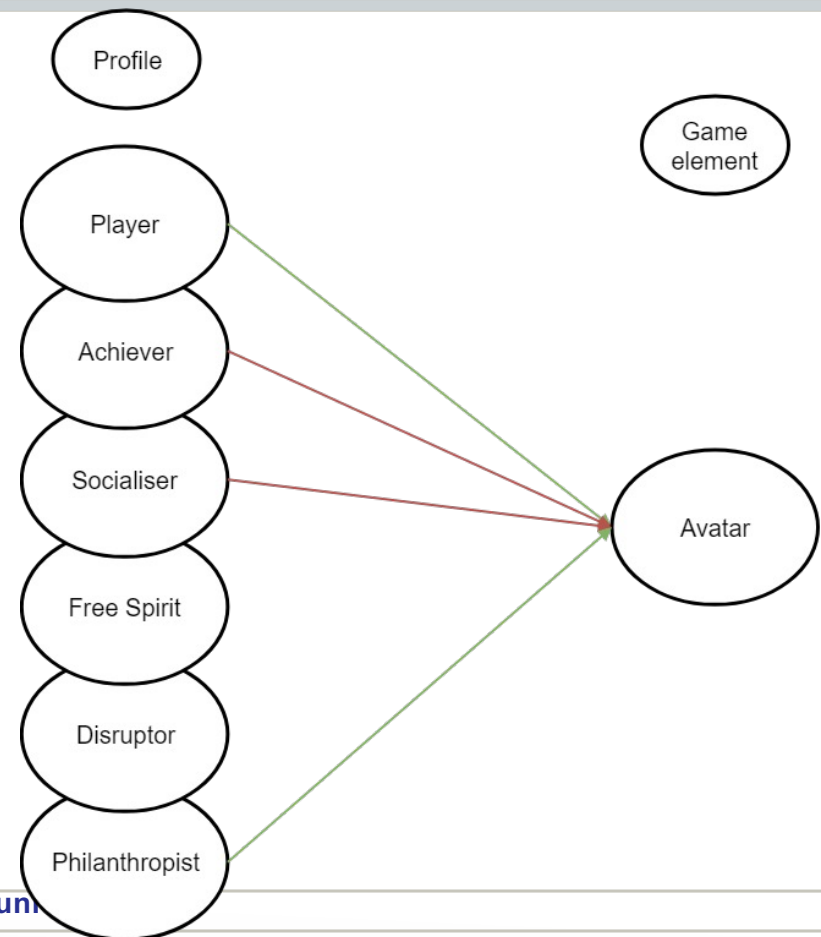 Profile
Game
element
Player
Achiever
Socialiser
Avatar
Free Spirit
Disruptor
Philanthropist